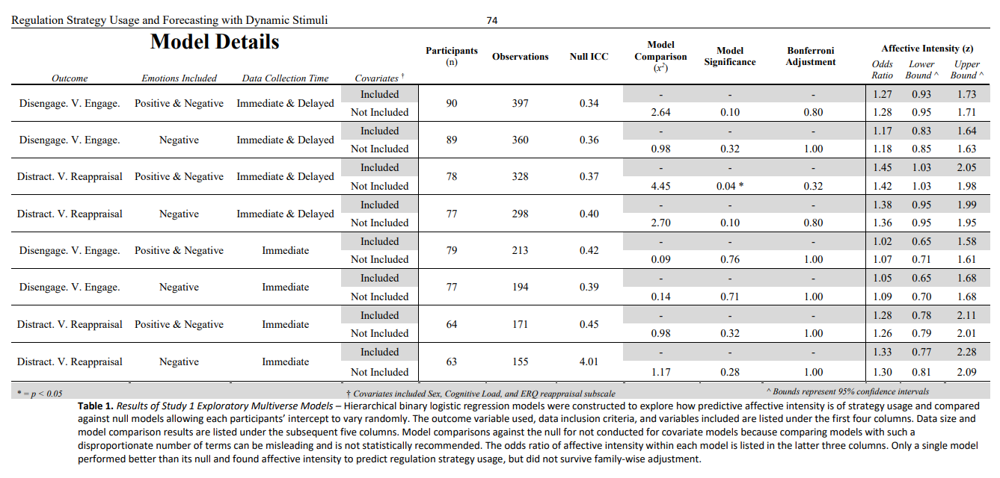 Regulation Strategy Usage and Forecasting with Dynamic Stimuli 74
Model Details
Participants (n) Observations Null ICC Model Comparison (x²) Model Significance Bonferroni Adjustment Affective Intensity (z)
Outcome Emotions Included Data Collection Time Covariates † Odds Ratio Lower Bound ^ Upper Bound ^
Disengage. V. Engage. Positive & Negative Immediate & Delayed 90 397 0.34
Included - - - 1.27 0.93 1.73
Not Included 2.64 0.10 0.80 1.28 0.95 1.71
Disengage. V. Engage. Negative Immediate & Delayed 89 360 0.36
Included - - - 1.17 0.83 1.64
Not Included 0.98 0.32 1.00 1.18 0.85 1.63
Distract. V. Reappraisal Positive & Negative Immediate & Delayed 78 328 0.37
Included - - - 1.45 1.03 2.05
Not Included 4.45 0.04 * 0.32 1.42 1.03 1.98
Distract. V. Reappraisal Negative Immediate & Delayed 77 298 0.40
Included - - - 1.38 0.95 1.99
Not Included 2.70 0.10 0.80 1.36 0.95 1.95
Disengage. V. Engage. Positive & Negative Immediate 79 213 0.42
Included - - - 1.02 0.65 1.58
Not Included 0.09 0.76 1.00 1.07 0.71 1.61
Disengage. V. Engage. Negative Immediate 77 194 0.39
Included - - - 1.05 0.65 1.68
Not Included 0.14 0.71 1.00 1.09 0.70 1.68
Distract. V. Reappraisal Positive & Negative Immediate 64 171 0.45
Included - - - 1.28 0.78 2.11
Not Included 0.98 0.32 1.00 1.26 0.79 2.01
Distract. V. Reappraisal Negative Immediate 63 155 4.01
Included - - - 1.33 0.77 2.28
Not Included 1.17 0.28 1.00 1.30 0.81 2.09
* = p < 0.05 † Covariates included Sex, Cognitive Load, and ERQ reappraisal subscale ^ Bounds represent 95% confidence intervals
Table 1. Results of Study 1 Exploratory Multiverse Models – Hierarchical binary logistic regression models were constructed to explore how predictive affective intensity is of strategy usage and compared
against null models allowing each participants’ intercept to vary randomly. The outcome variable used, data inclusion criteria, and variables included are listed under the first four columns. Data size and
model comparison results are listed under the subsequent five columns. Model comparisons against the null for not conducted for covariate models because comparing models with such a
disproportionate number of terms can be misleading and is not statistically recommended. The odds ratio of affective intensity within each model is listed in the latter three columns. Only a single model
performed better than its null and found affective intensity to predict regulation strategy usage, but did not survive family-wise adjustment.